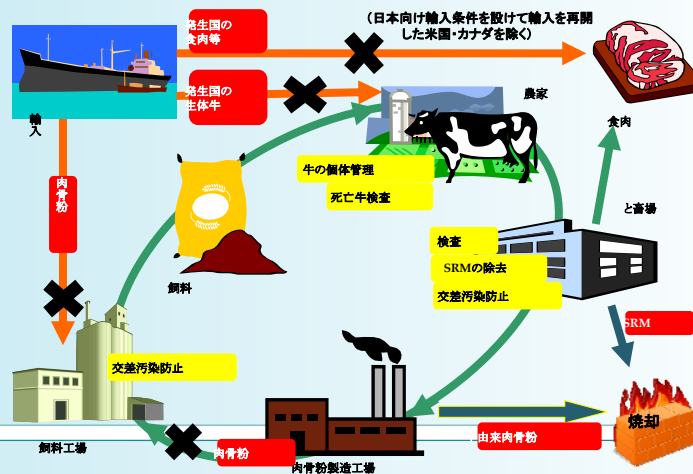 発生国の
食肉等
（日本向け輸入条件を設けて輸入を再開
した米国・カナダを除く）
発生国の
生体牛
輸入
農家
食肉
肉骨粉
牛の個体管理
死亡牛検査
と畜場
検査
SRMの除去
交差汚染防止
飼料
SRM
交差汚染防止
焼却
由来肉骨粉
肉骨粉
飼料工場
肉骨粉製造工場